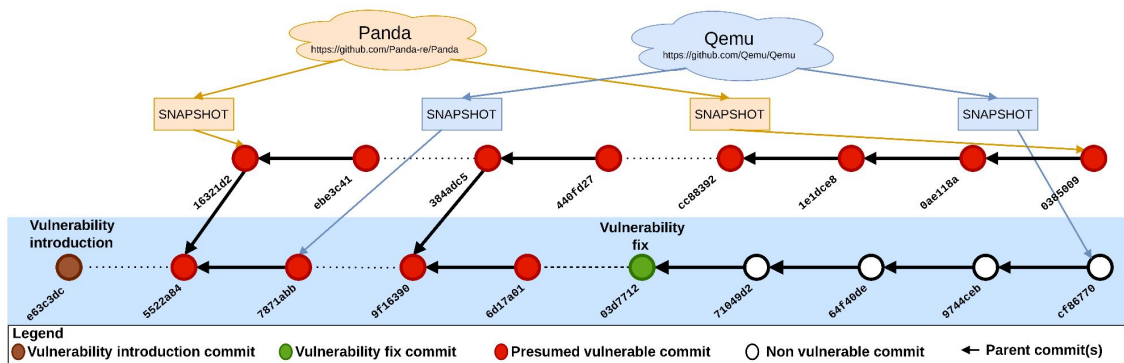 Panda
https://github.com/Panda-re/Panda
Qemu
https://github.com/Qemu/Qemu
SNAPSHOT
SNAPSHOT
SNAPSHOT
SNAPSHOT
16321d2
ebe3c41
384adc5
440fd27
cc88392
1e1dce8
0ae118a
0385009
Vulnerability
introduction
Vulnerability
fix
e63c3dc
5522a84
7871abb
9f16390
6d17a01
03d7712
71049d2
64f40de
9744ceb
cf86770
Legend
Vulnerability introduction commit
Vulnerability fix commit
Presumed vulnerable commit
Non vulnerable commit
Parent commit(s)